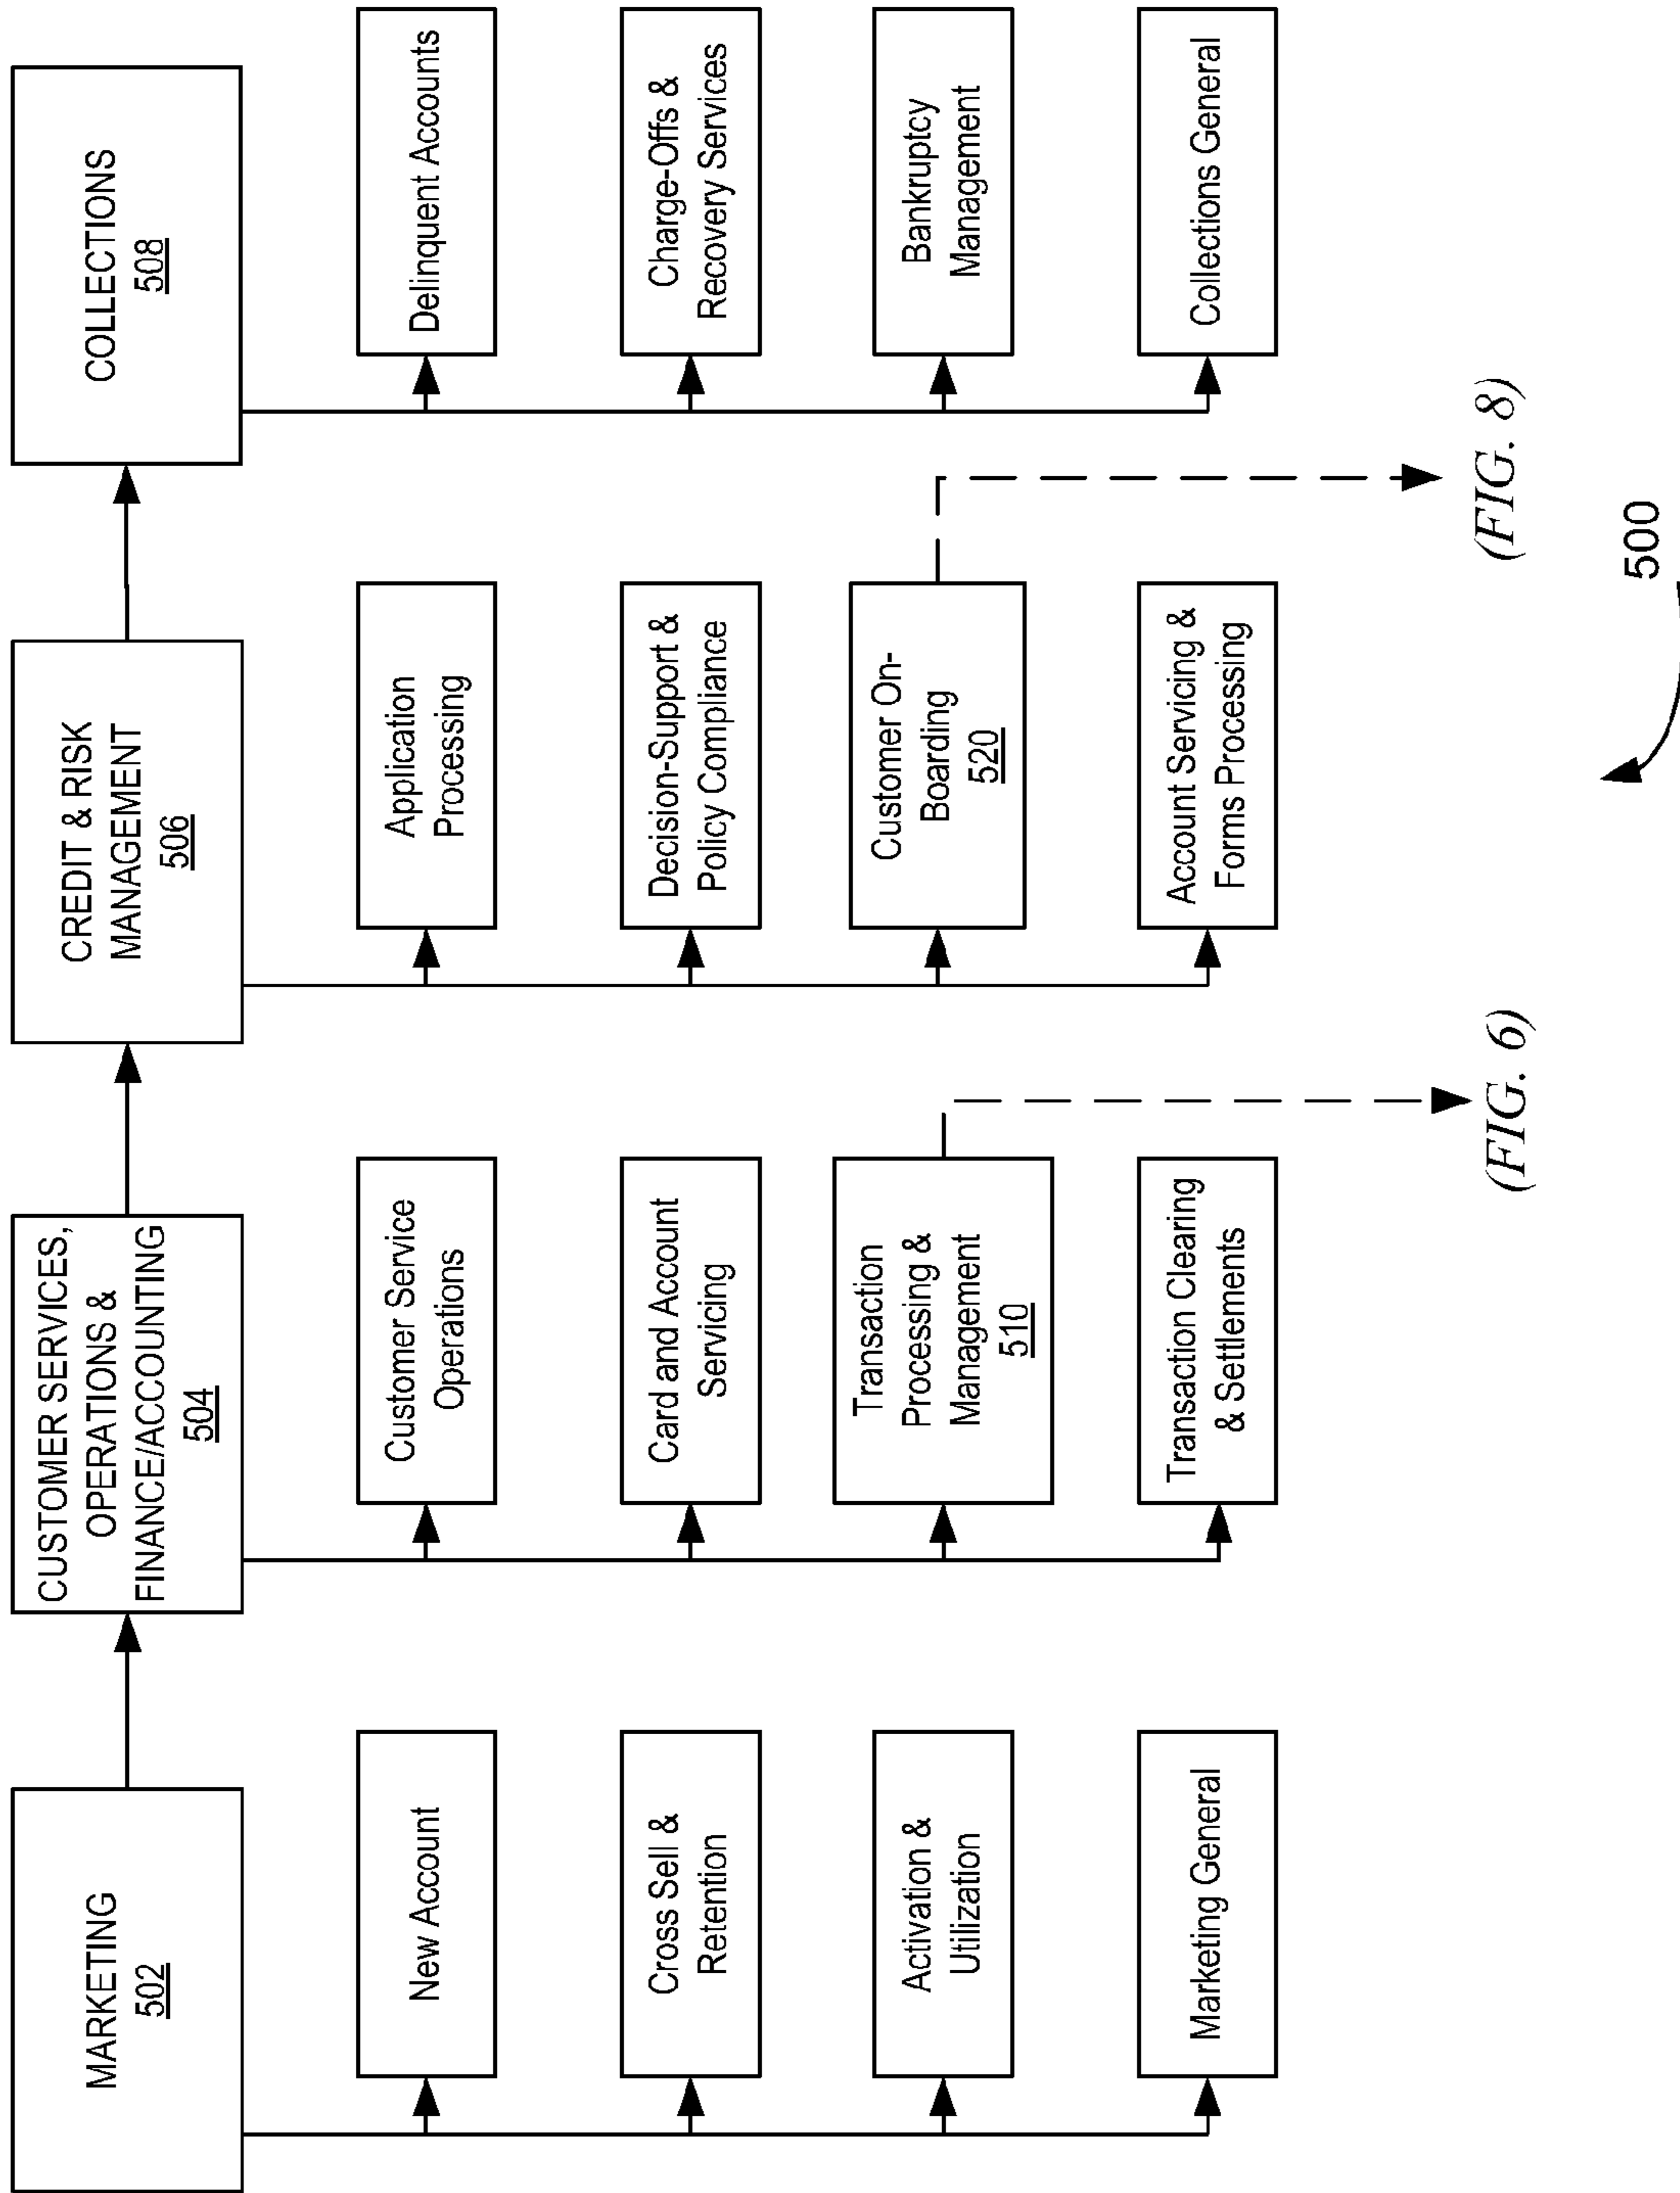 MARKETING
502
New Account
Cross Sell &
Retention
Activation &
Utilization
Marketing General
CUSTOMER SERVICES,
OPERATIONS &
FINANCE/ACCOUNTING
504
Customer Service
Operations
Card and Account
Servicing
Transaction
Processing &
Management
510
Transaction Clearing
& Settlements
(FIG. 6)
CREDIT & RISK
MANAGEMENT
506
Application
Processing
Decision-Support &
Policy Compliance
Customer On-
Boarding
520
Account Servicing &
Forms Processing
(FIG. 8)
COLLECTIONS
508
Delinquent Accounts
Charge-Offs &
Recovery Services
Bankruptcy
Management
Collections General
500